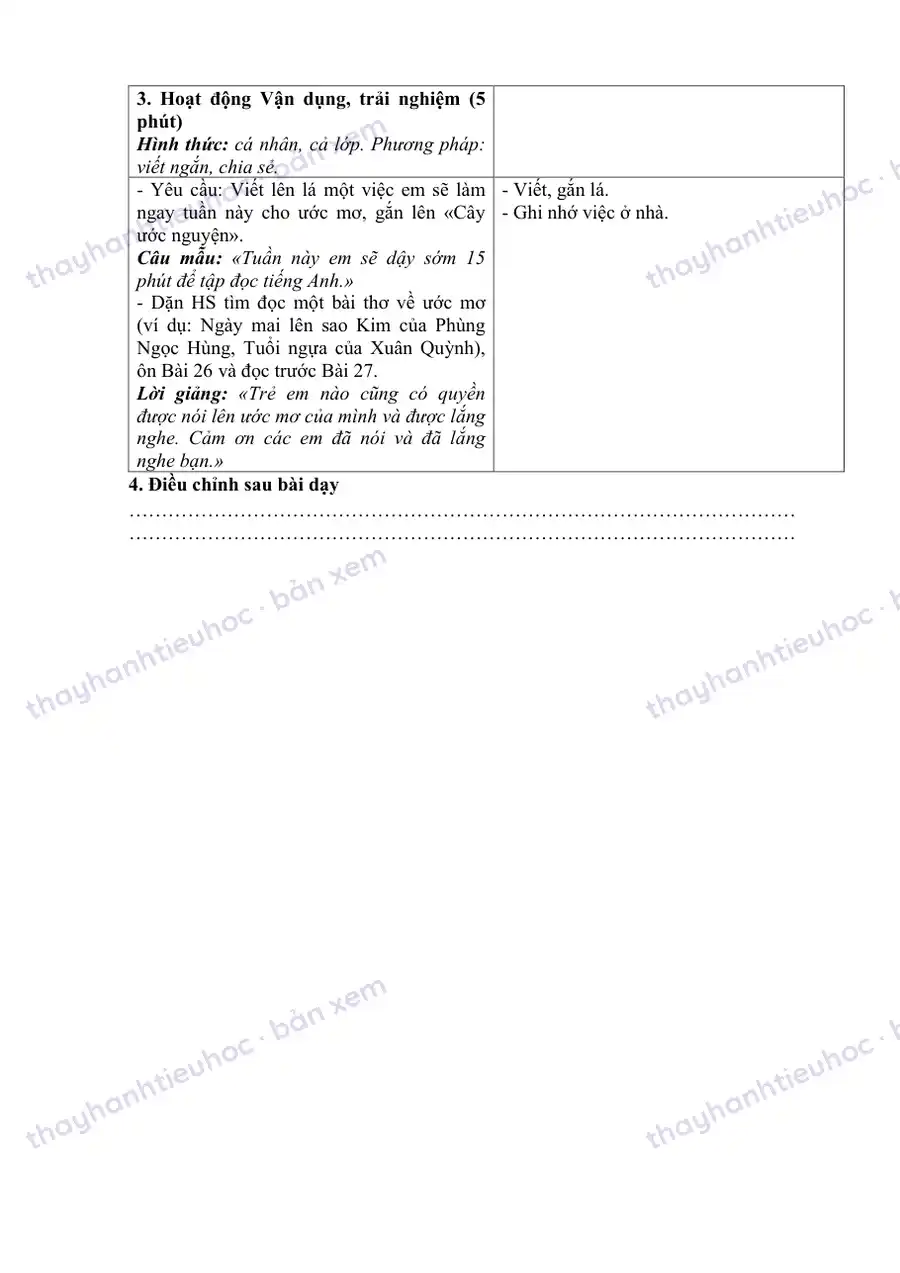 3. Hoạt động Vận dụng, trải nghiệm (5
phút)
Hình thức: cá nhân, cả lớp. Phương pháp:
viết ngắn, chia sẻ.
- Yêu cầu: Viết lên lá một việc em sẽ làm
ngay tuần này cho ước mơ, gắn lên «Cây
ước nguyện».
Câu mẫu: «Tuần này em sẽ dậy sớm 15
phút để tập đọc tiếng Anh.»
- Dặn HS tìm đọc một bài thơ về ước mơ
(ví dụ: Ngày mai lên sao Kim của Phùng
Ngọc Hùng, Tuổi ngựa của Xuân Quỳnh),
ôn Bài 26 và đọc trước Bài 27.
Lời giảng: «Trẻ em nào cũng có quyền
được nói lên ước mơ của mình và được lắng
nghe. Cảm ơn các em đã nói và đã lắng
nghe bạn.»
- Viết, gắn lá.
- Ghi nhớ việc ở nhà.
4. Điều chỉnh sau bài dạy
……………………………………………………………………………………………
……………………………………………………………………………………………
thayhanhtieuhoc · bản xem
thayhanhtieuhoc · b
thayhanhtieuhoc · bản xem
thayhanhtieuhoc · b
thayhanhtieuhoc · bản xem
thayhanhtieuhoc · b